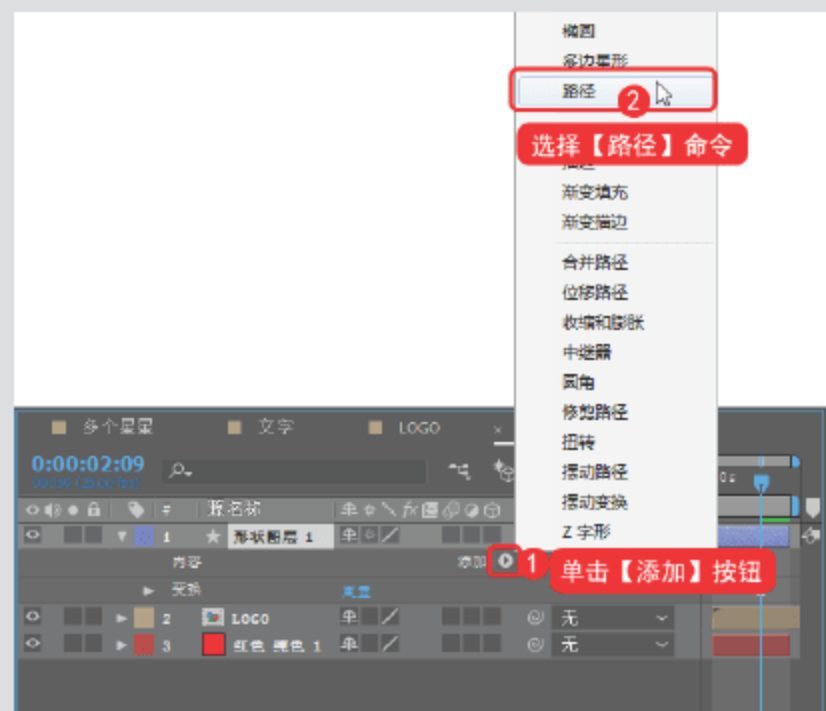 椭圆
多边星形
路径
2
选择【路径】命令
描边
渐变填充
渐变描边
合并路径
位移路径
收缩和膨胀
中继器
圆角
修剪路径
扭转
摆动路径
摆动变换
Z 字形
多个星星 文字 LOGO ×
0:00:02:09
0s
源名称
1 形状图层 1
内容 添加 1 单击【添加】按钮
变换 重置
2 LOGO 无
3 红色 纯色 1 无